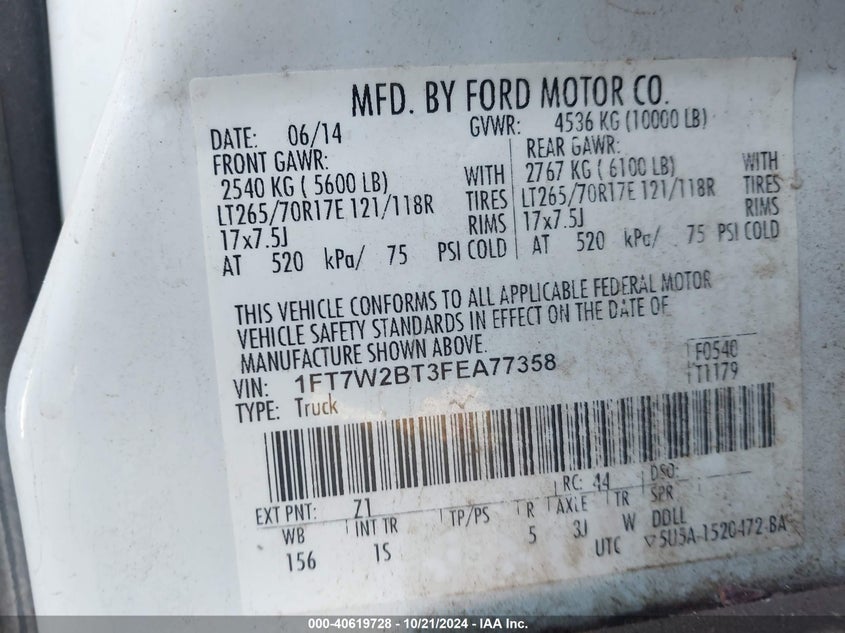 MFD. BY FORD MOTOR CO.
DATE: 06/14 GVWR: 4536 KG (10000 LB)
FRONT GAWR: REAR GAWR:
2540 KG ( 5600 LB) WITH 2767 KG ( 6100 LB) WITH
LT265/70R17E 121/118R TIRES LT265/70R17E 121/118R TIRES
17x7.5J RIMS 17x7.5J RIMS
AT 520 kPa/ 75 PSI COLD AT 520 kPa/ 75 PSI COLD
THIS VEHICLE CONFORMS TO ALL APPLICABLE FEDERAL MOTOR
VEHICLE SAFETY STANDARDS IN EFFECT ON THE DATE OF
MANUFACTURE SHOWN ABOVE.
VIN: 1FT7W2BT3FEA77358 F0540
TYPE: Truck T1179
RC: 44 DSO:
EXT PNT: Z1
WB INT TR TP/PS R AXLE TR SPR
156 1S 5 3J W DDLL
UTC 5U5A-1520472-BA
000-40619728 - 10/21/2024 - IAA Inc.